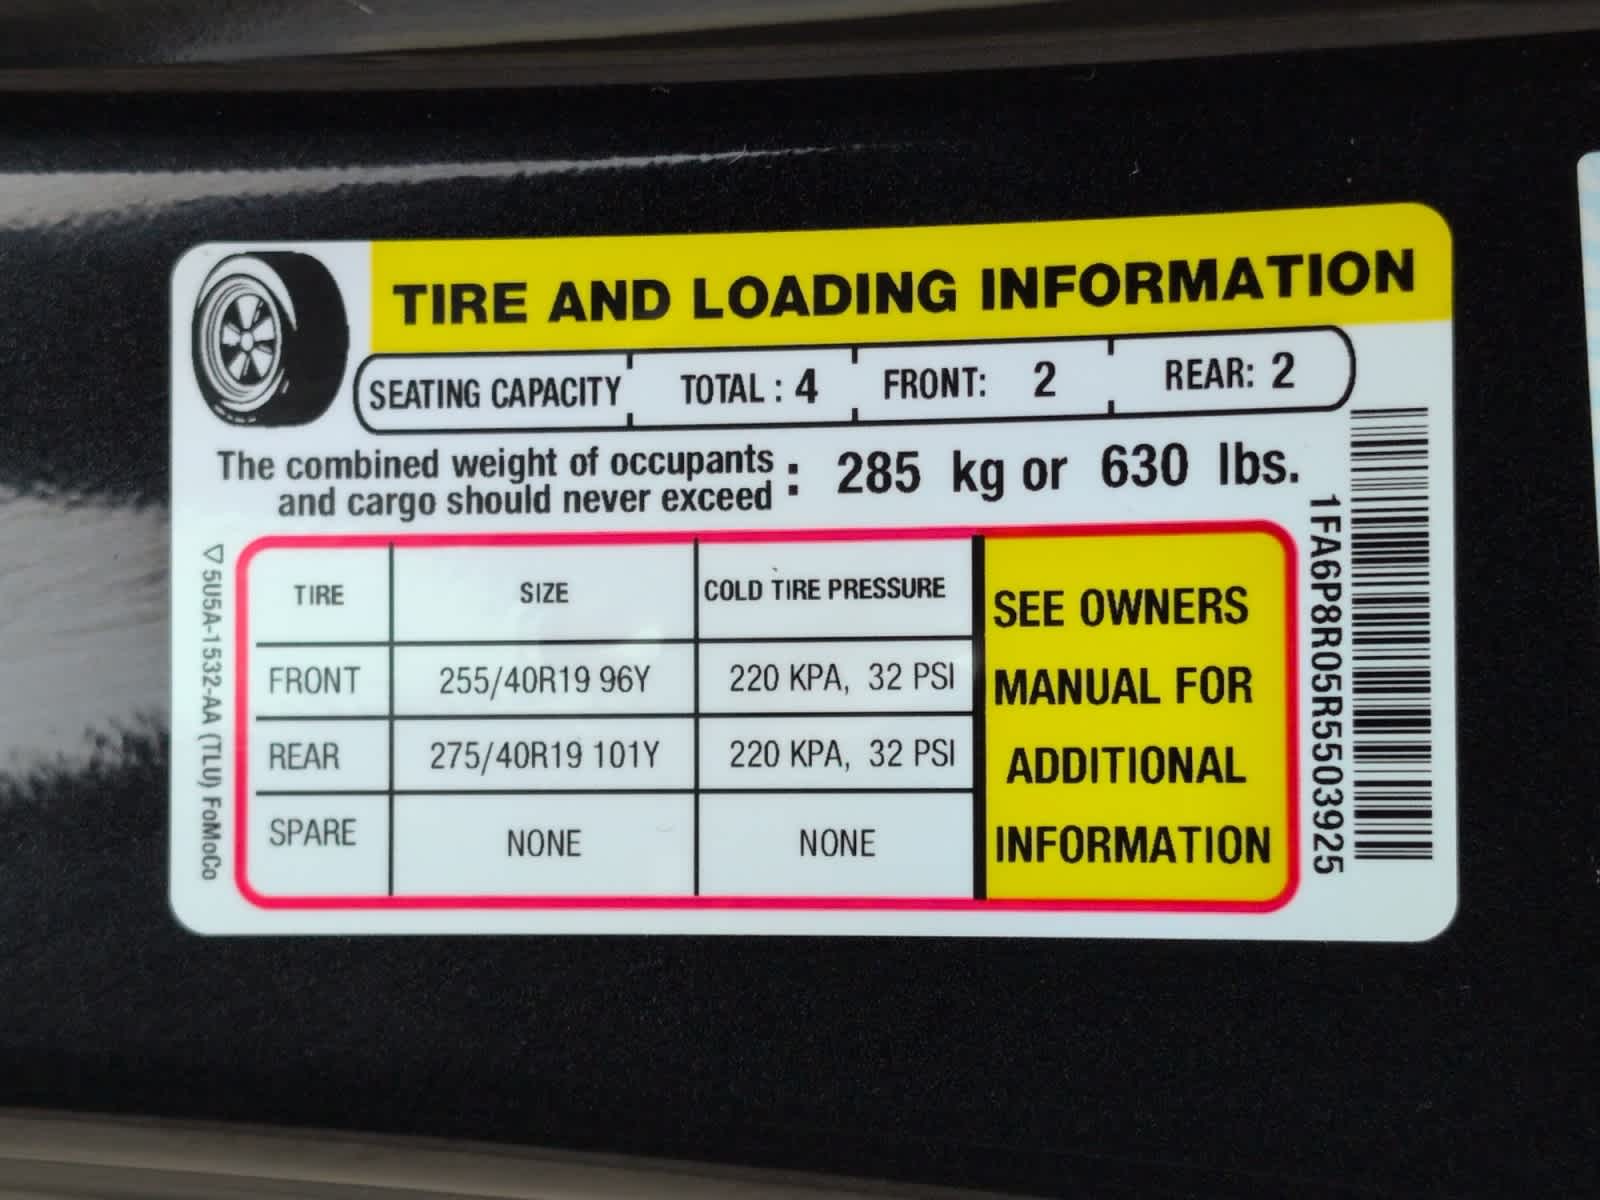 TIRE AND LOADING INFORMATION
SEATING CAPACITY TOTAL : 4 FRONT: 2 REAR: 2
The combined weight of occupants
and cargo should never exceed : 285 kg or 630 lbs.
TIRE SIZE COLD TIRE PRESSURE
FRONT 255/40R19 96Y 220 KPA, 32 PSI
REAR 275/40R19 101Y 220 KPA, 32 PSI
SPARE NONE NONE
SEE OWNERS
MANUAL FOR
ADDITIONAL
INFORMATION
5U5A-1532-AA (TLU) FoMoCo
1FA6P8R05R5503925